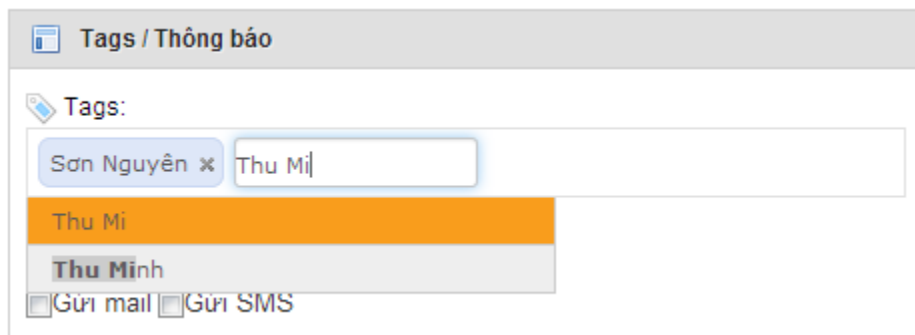 Tags / Thông báo
Tags:
Sơn Nguyên × Thu Mi
Thu Mi
Thu Minh
Gửi mail Gửi SMS